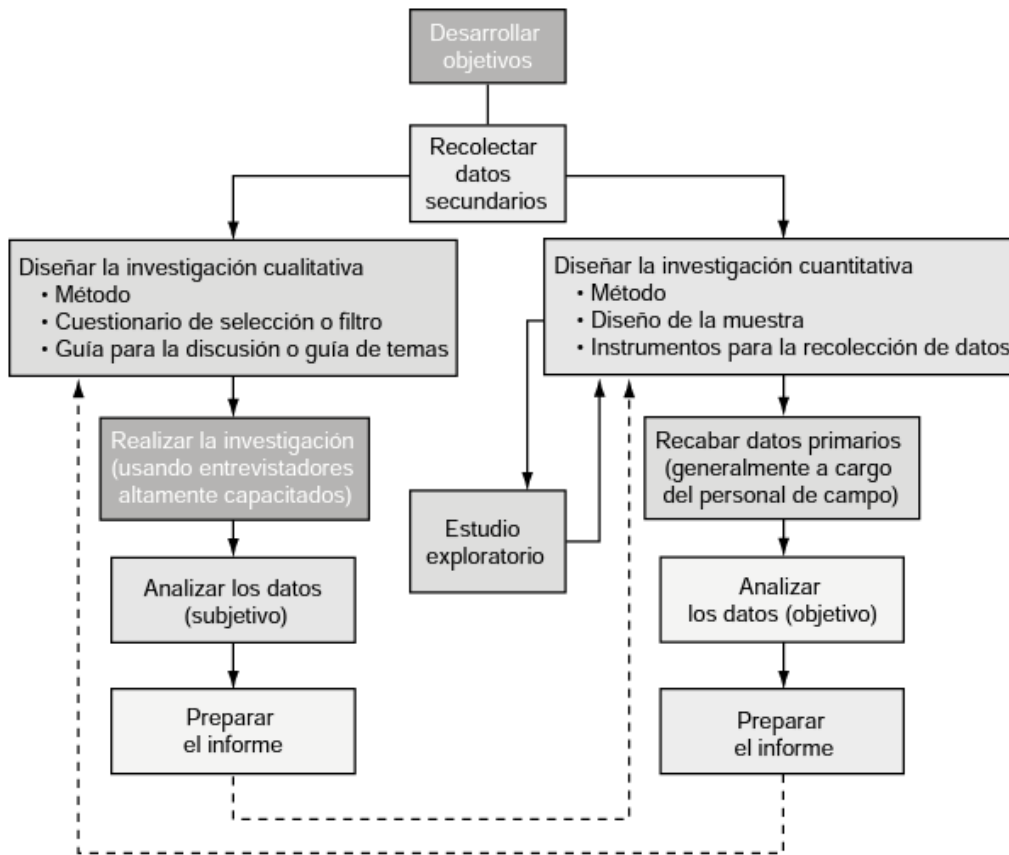 Desarrollar
objetivos
Recolectar
datos
secundarios
Diseñar la investigación cualitativa
• Método
• Cuestionario de selección o filtro
• Guía para la discusión o guía de temas
Diseñar la investigación cuantitativa
• Método
• Diseño de la muestra
• Instrumentos para la recolección de datos
Realizar la investigación
(usando entrevistadores
altamente capacitados)
Recabar datos primarios
(generalmente a cargo
del personal de campo)
Estudio
exploratorio
Analizar los datos
(subjetivo)
Analizar
los datos (objetivo)
Preparar
el informe
Preparar
el informe